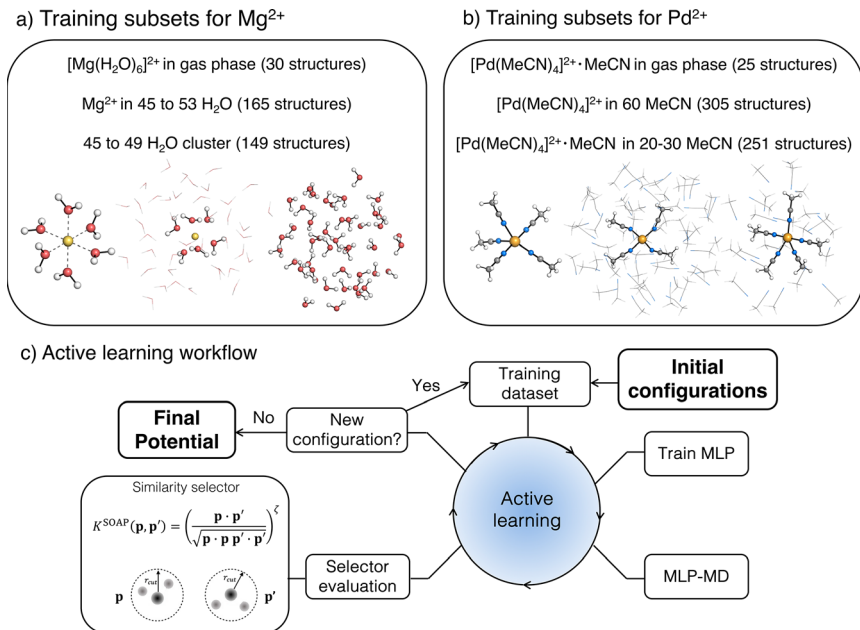 a) Training subsets for Mg²⁺
[Mg(H₂O)₆]²⁺ in gas phase (30 structures)
Mg²⁺ in 45 to 53 H₂O (165 structures)
45 to 49 H₂O cluster (149 structures)
b) Training subsets for Pd²⁺
[Pd(MeCN)₄]²⁺·MeCN in gas phase (25 structures)
[Pd(MeCN)₄]²⁺ in 60 MeCN (305 structures)
[Pd(MeCN)₄]²⁺·MeCN in 20-30 MeCN (251 structures)
c) Active learning workflow
Initial
configurations
Training
dataset
Yes
No
New
configuration?
Final
Potential
Train MLP
Active
learning
MLP-MD
Selector
evaluation
Similarity selector
K^SOAP(p, p′) = (p · p′ / √(p · p p′ · p′))^ζ
r_cut
r_cut
p
p′